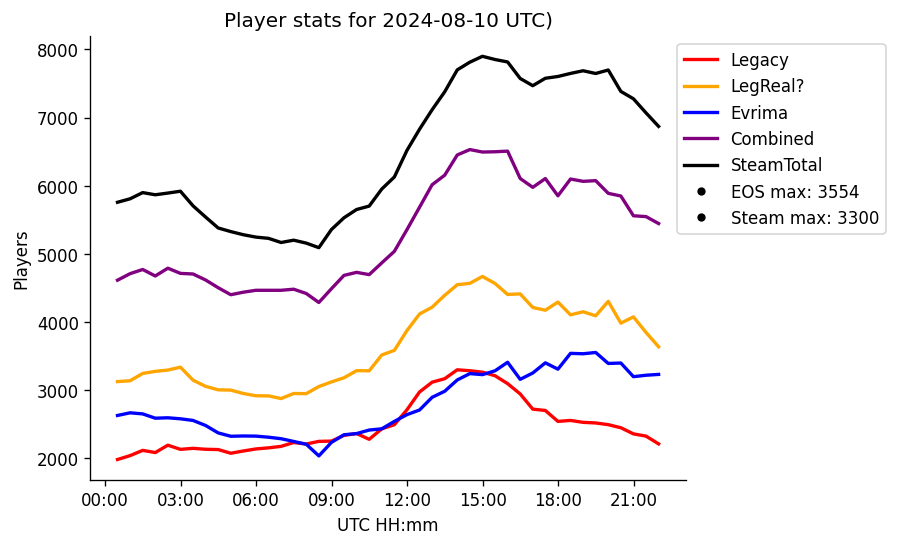 Player stats for 2024-08-10 UTC)
8000
7000
6000
5000
4000
3000
2000
Players
00:00 03:00 06:00 09:00 12:00 15:00 18:00 21:00
UTC HH:mm
Legacy
LegReal?
Evrima
Combined
SteamTotal
EOS max: 3554
Steam max: 3300